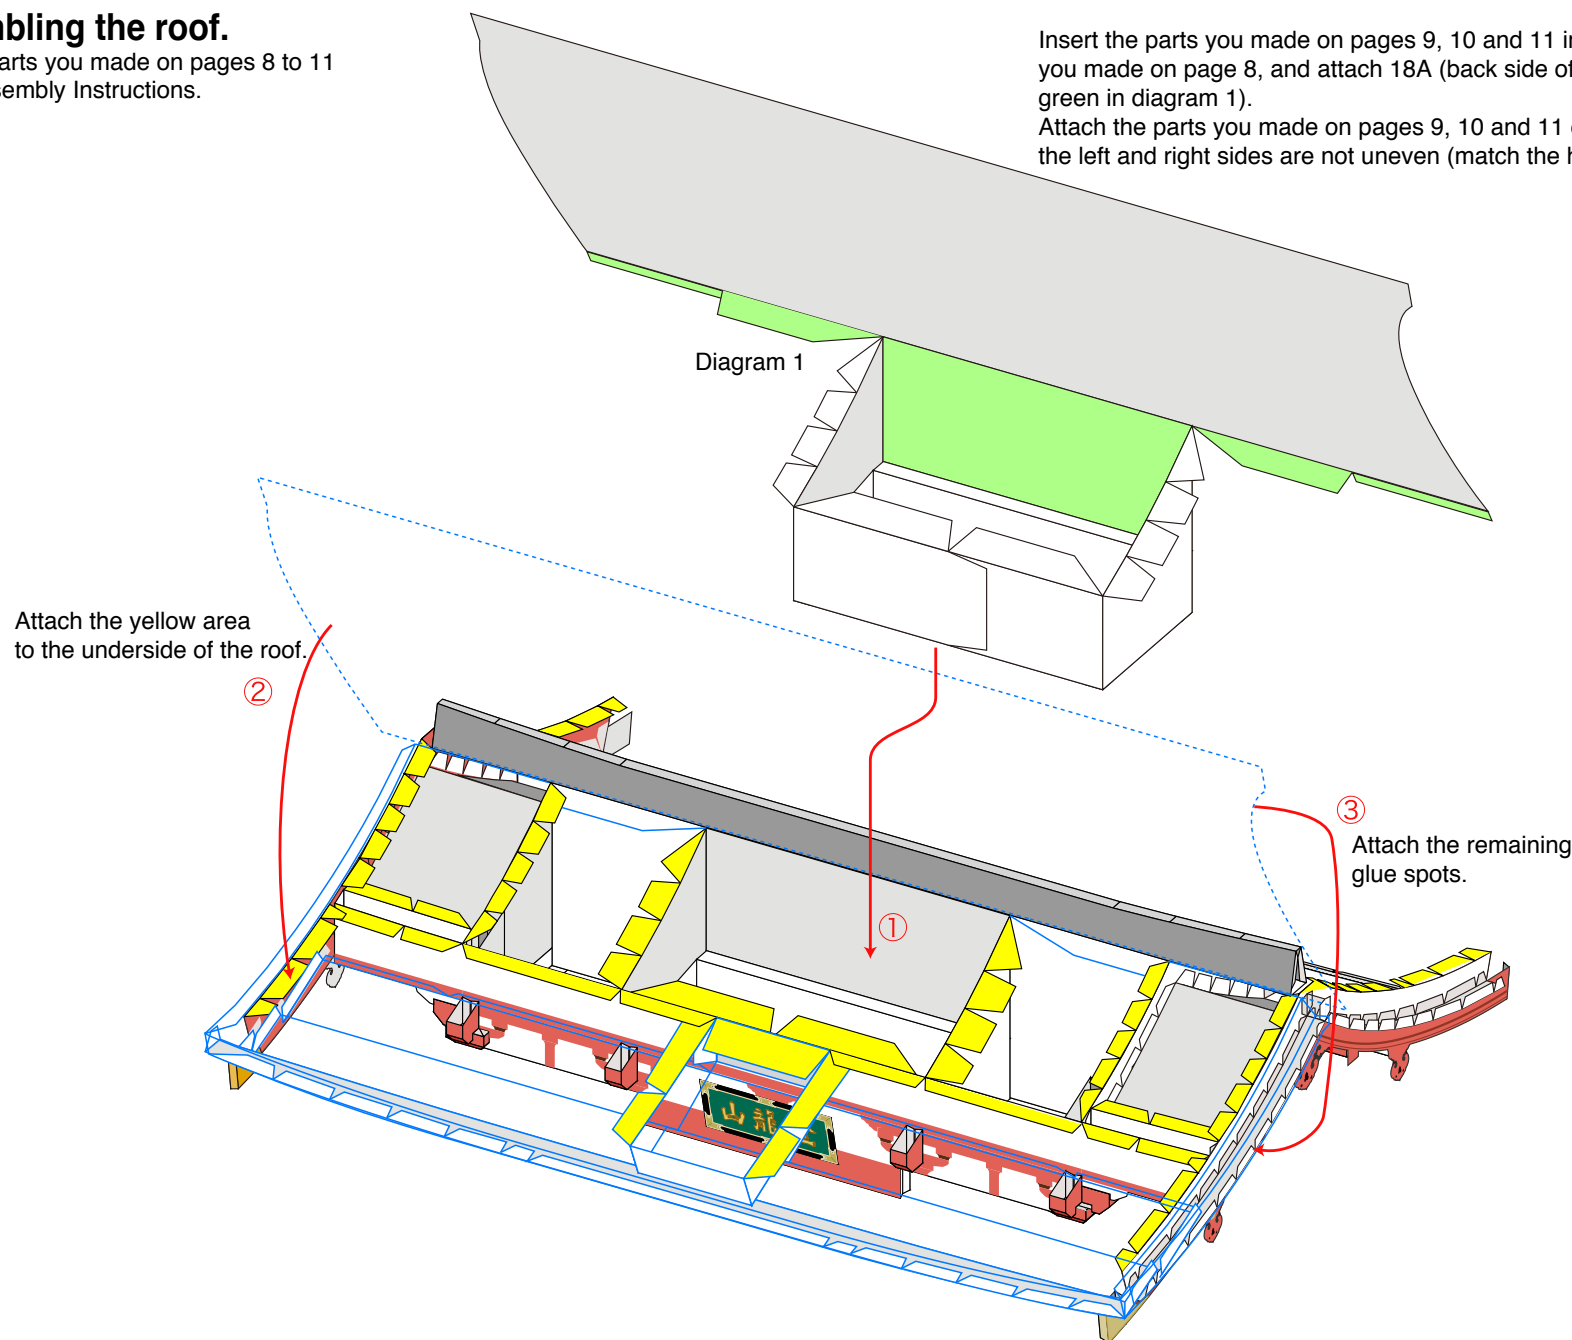 bling the roof.
arts you made on pages 8 to 11
sembly Instructions.
Insert the parts you made on pages 9, 10 and 11 i
you made on page 8, and attach 18A (back side of
green in diagram 1).
Attach the parts you made on pages 9, 10 and 11
the left and right sides are not uneven (match the h
Diagram 1
Attach the yellow area
to the underside of the roof.
②
①
③
Attach the remaining
glue spots.
山龍